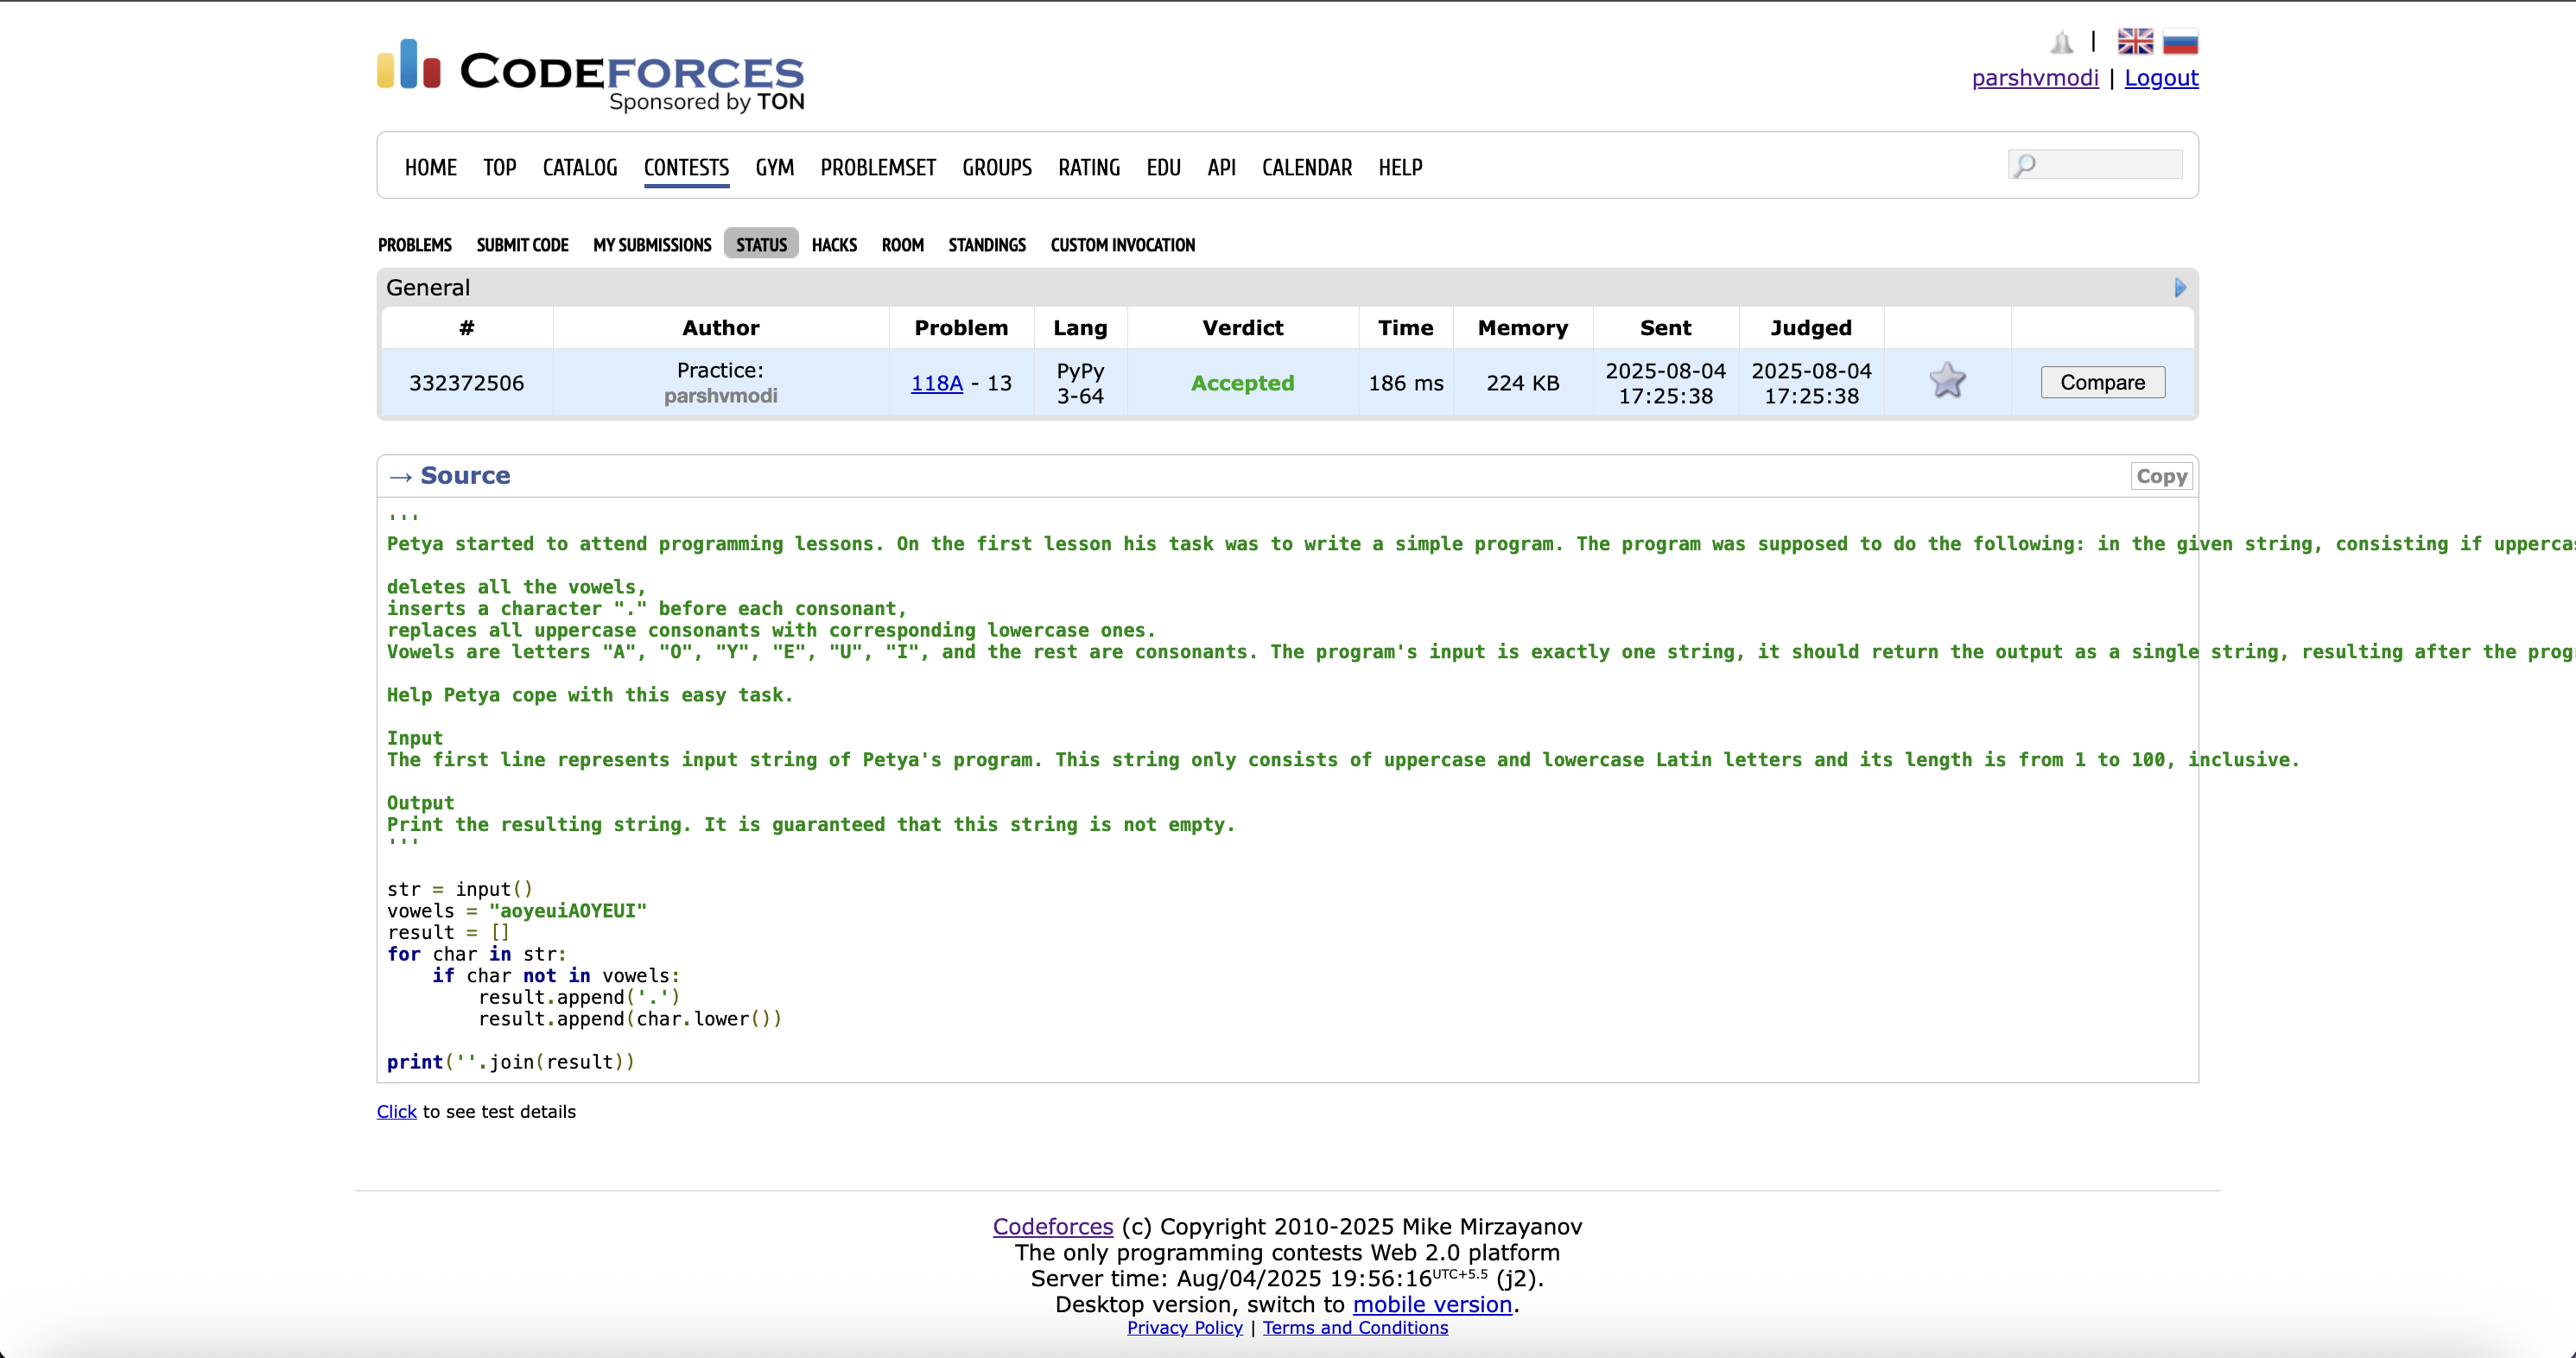 CODEFORCES
Sponsored by TON
|
parshvmodi | Logout
HOME TOP CATALOG CONTESTS GYM PROBLEMSET GROUPS RATING EDU API CALENDAR HELP
PROBLEMS SUBMIT CODE MY SUBMISSIONS STATUS HACKS ROOM STANDINGS CUSTOM INVOCATION
General
# Author Problem Lang Verdict Time Memory Sent Judged
332372506 Practice: parshvmodi 118A - 13 PyPy 3-64 Accepted 186 ms 224 KB 2025-08-04 17:25:38 2025-08-04 17:25:38 Compare
→ Source
Copy
'''
Petya started to attend programming lessons. On the first lesson his task was to write a simple program. The program was supposed to do the following: in the given string, consisting if upperca
deletes all the vowels,
inserts a character "." before each consonant,
replaces all uppercase consonants with corresponding lowercase ones.
Vowels are letters "A", "O", "Y", "E", "U", "I", and the rest are consonants. The program's input is exactly one string, it should return the output as a single string, resulting after the prog
Help Petya cope with this easy task.
Input
The first line represents input string of Petya's program. This string only consists of uppercase and lowercase Latin letters and its length is from 1 to 100, inclusive.
Output
Print the resulting string. It is guaranteed that this string is not empty.
'''
str = input()
vowels = "aoyeuiAOYEUI"
result = []
for char in str:
    if char not in vowels:
        result.append('.')
        result.append(char.lower())
print(''.join(result))
Click to see test details
Codeforces (c) Copyright 2010-2025 Mike Mirzayanov
The only programming contests Web 2.0 platform
Server time: Aug/04/2025 19:56:16UTC+5.5 (j2).
Desktop version, switch to mobile version.
Privacy Policy | Terms and Conditions